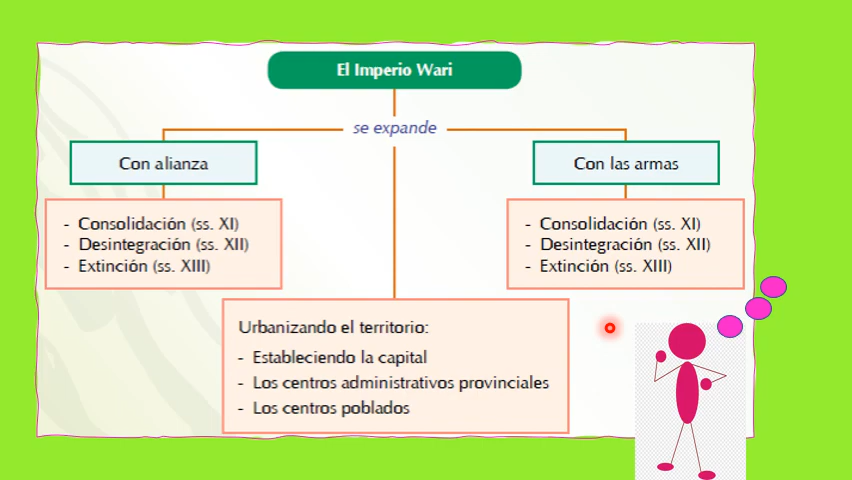 El Imperio Wari
se expande
Con alianza
- Consolidación (ss. XI)
- Desintegración (ss. XII)
- Extinción (ss. XIII)
Con las armas
- Consolidación (ss. XI)
- Desintegración (ss. XII)
- Extinción (ss. XIII)
Urbanizando el territorio:
- Estableciendo la capital
- Los centros administrativos provinciales
- Los centros poblados